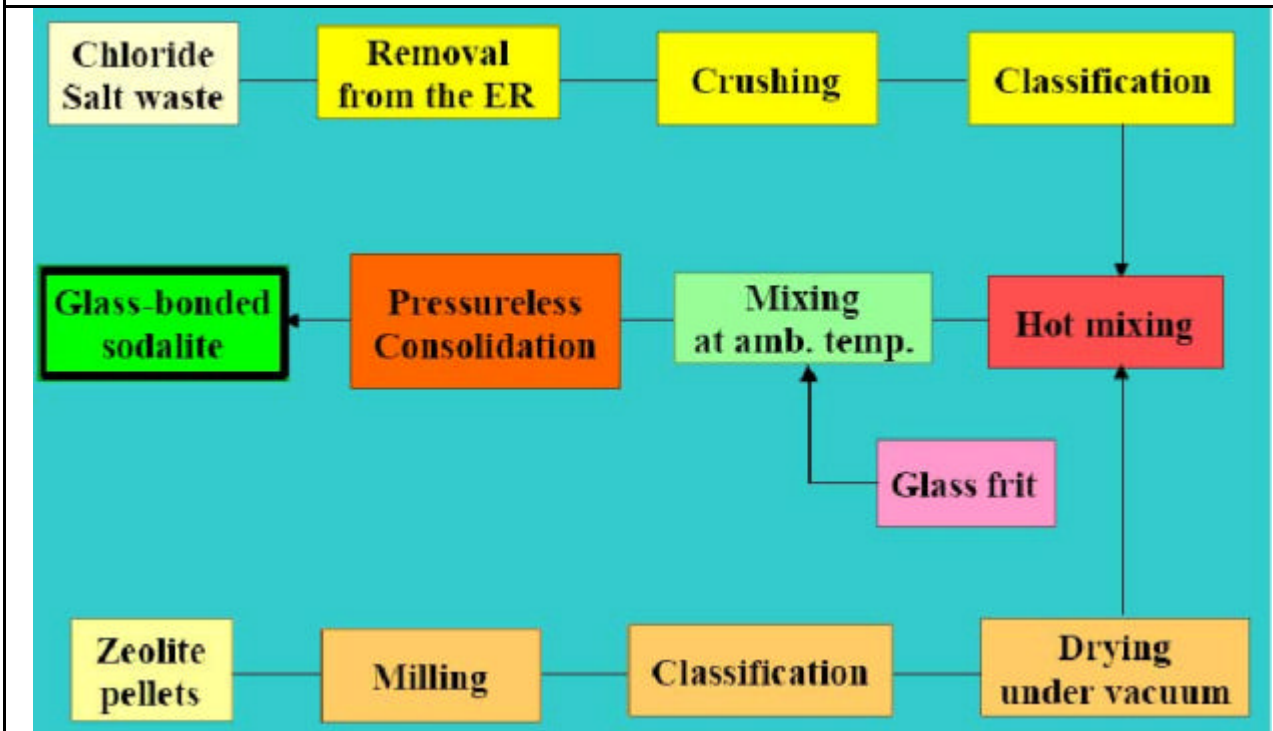 Chloride
Salt waste
Removal
from the ER
Crushing
Classification
Glass-bonded
sodalite
Pressureless
Consolidation
Mixing
at amb. temp.
Hot mixing
Glass frit
Zeolite
pellets
Milling
Classification
Drying
under vacuum